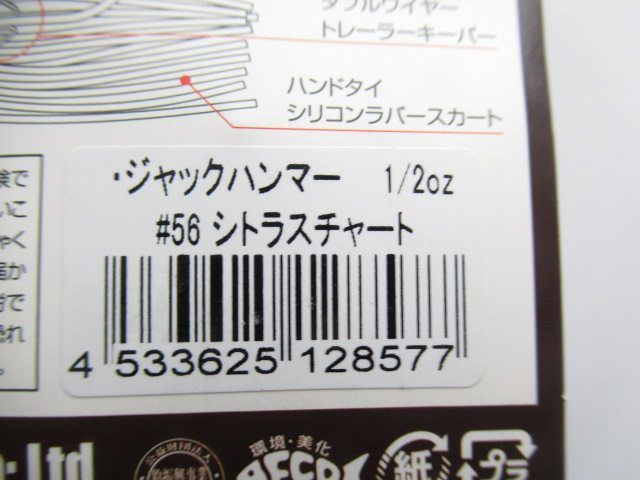 ダブルワイヤー
トレーラーキーパー
ハンドタイ
シリコンラバースカート
・ジャックハンマー 1/2oz
#56 シトラスチャート
4 533625 128577
Ltd
環境・美化
紙
プラ